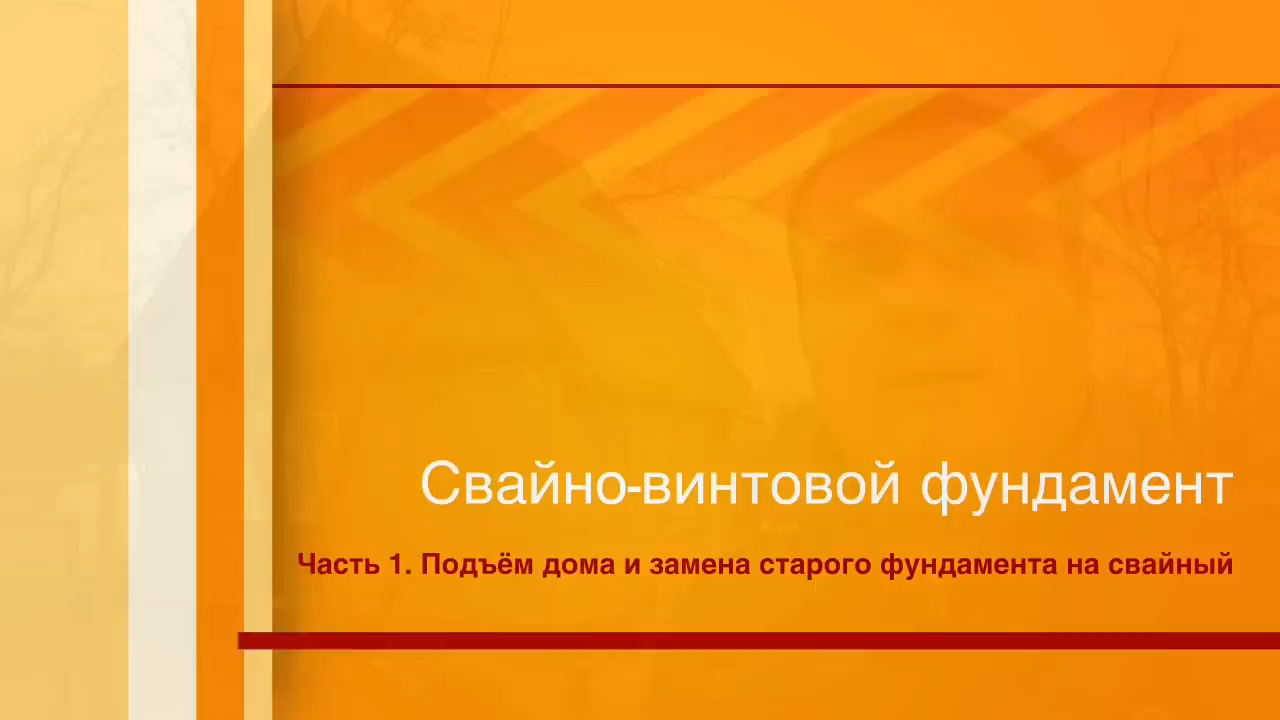 Свайно-винтовой фундамент
Часть 1. Подъём дома и замена старого фундамента на свайный